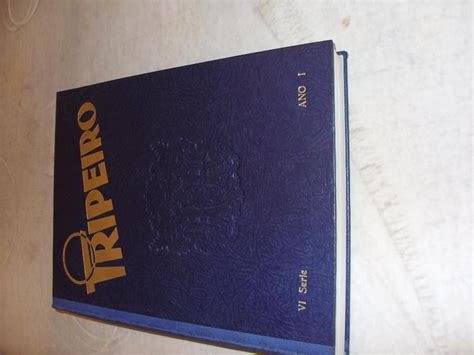 O TRIPEIRO
VI Serie
ANO I